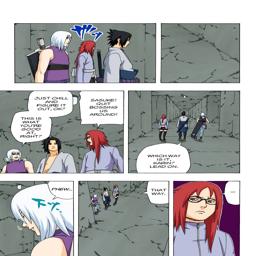 JUST CHILL
AND
FIGURE IT
OUT, OK?
THIS IS
WHAT
YOU'RE
GOOD
AT,
RIGHT?
SASUKE!
QUIT
BOSSING
US
AROUND!
WHICH WAY
IS IT,
KARIN?
LEAD ON.
PHEW...
THAT
WAY.
...